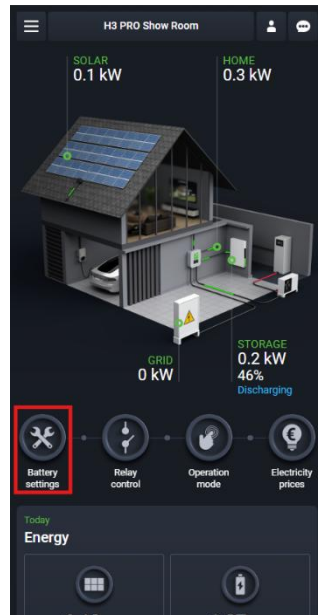 H3 PRO Show Room
SOLAR
0.1 kW
HOME
0.3 kW
GRID
0 kW
STORAGE
0.2 kW
46%
Discharging
Battery
settings
Relay
control
Operation
mode
Electricity
prices
Today
Energy